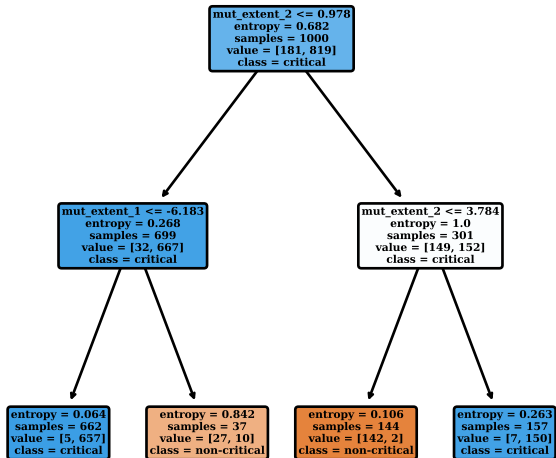 mut_extent_2 <= 0.978
entropy = 0.682
samples = 1000
value = [181, 819]
class = critical
mut_extent_1 <= -6.183
entropy = 0.268
samples = 699
value = [32, 667]
class = critical
mut_extent_2 <= 3.784
entropy = 1.0
samples = 301
value = [149, 152]
class = critical
entropy = 0.064
samples = 662
value = [5, 657]
class = critical
entropy = 0.842
samples = 37
value = [27, 10]
class = non-critical
entropy = 0.106
samples = 144
value = [142, 2]
class = non-critical
entropy = 0.263
samples = 157
value = [7, 150]
class = critical